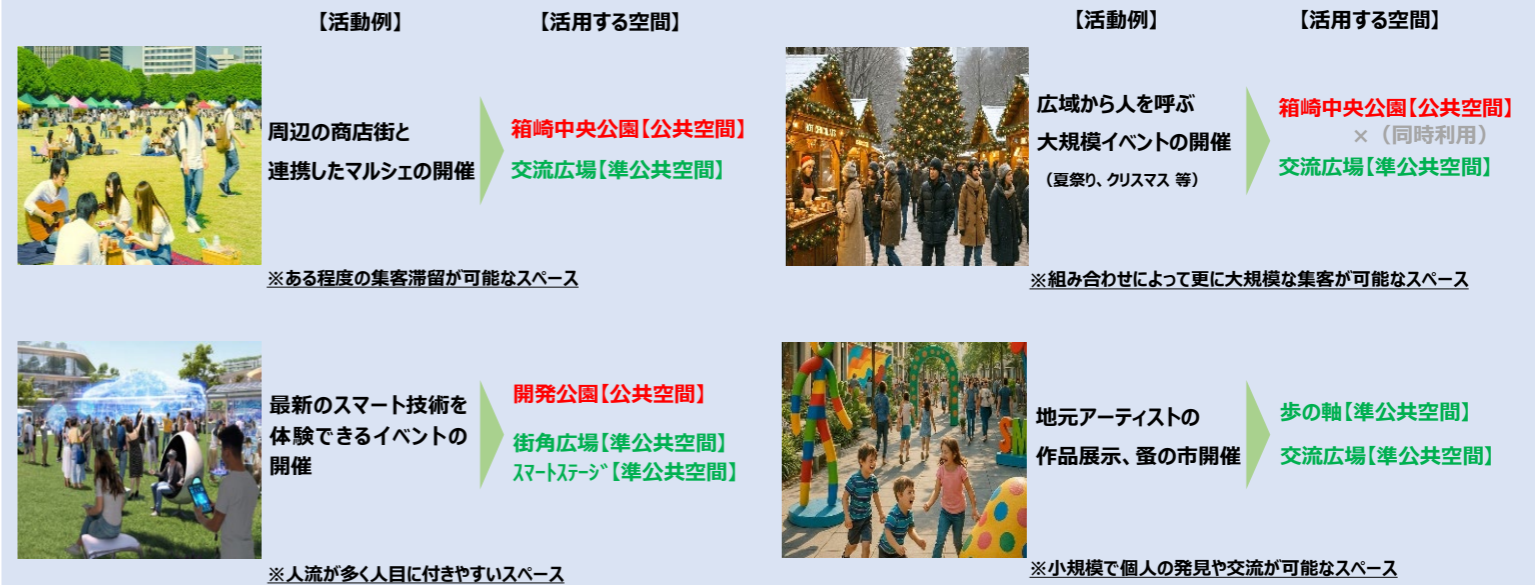 【活動例】
【活用する空間】
周辺の商店街と
連携したマルシェの開催
箱崎中央公園【公共空間】
交流広場【準公共空間】
※ある程度の集客滞留が可能なスペース
【活動例】
【活用する空間】
HOT CHOCOLATE
広域から人を呼ぶ
大規模イベントの開催
（夏祭り、クリスマス 等）
箱崎中央公園【公共空間】
×（同時利用）
交流広場【準公共空間】
※組み合わせによって更に大規模な集客が可能なスペース
最新のスマート技術を
体験できるイベントの
開催
開発公園【公共空間】
街角広場【準公共空間】
ｽﾏｰﾄｽﾃｰｼﾞ【準公共空間】
※人流が多く人目に付きやすいスペース
地元アーティストの
作品展示、蚤の市開催
歩の軸【準公共空間】
交流広場【準公共空間】
※小規模で個人の発見や交流が可能なスペース